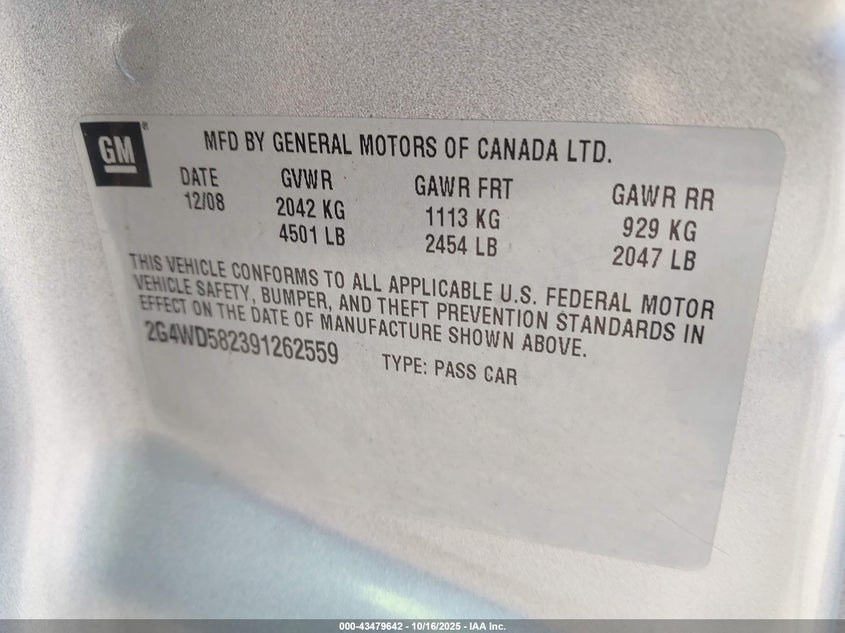 GM®
MFD BY GENERAL MOTORS OF CANADA LTD.
DATE GVWR GAWR FRT GAWR RR
12/08 2042 KG 1113 KG 929 KG
4501 LB 2454 LB 2047 LB
THIS VEHICLE CONFORMS TO ALL APPLICABLE U.S. FEDERAL MOTOR
VEHICLE SAFETY, BUMPER, AND THEFT PREVENTION STANDARDS IN
EFFECT ON THE DATE OF MANUFACTURE SHOWN ABOVE.
2G4WD582391262559 TYPE: PASS CAR
000-43479642 - 10/16/2025 - IAA Inc.